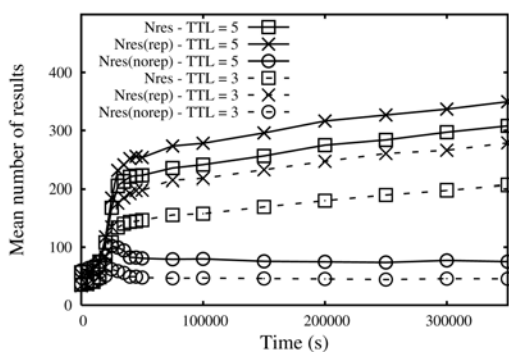 Nres - TTL = 5
Nres(rep) - TTL = 5
Nres(norep) - TTL = 5
Nres - TTL = 3
Nres(rep) - TTL = 3
Nres(norep) - TTL = 3
Mean number of results
400
300
200
100
0
0 100000 200000 300000
Time (s)